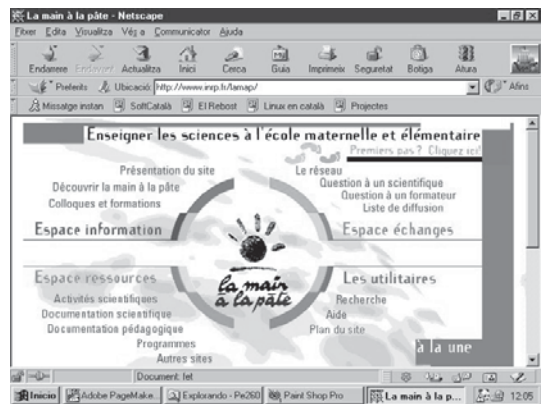 La main à la pâte - Netscape
Fitxer Edita Visualitza Vés a Communicator Ajuda
Endarrere Endavant Actualitza Inici Cerca Guia Imprimeix Seguretat Botiga Atura
Preferits Ubicació: http://www.inrp.fr/lamap/ Afins
Missatge instan SoftCatalà El Rebost Linux en català Projectes
Enseigner les sciences à l'école maternelle et élémentaire
Premiers pas ? Cliquez ici!
Présentation du site
Découvrir la main à la pâte
Colloques et formations
Espace information
Le réseau
Question à un scientifique
Question à un formateur
Liste de diffusion
Espace échanges
la main à la pâte
Espace ressources
Activités scientifiques
Documentation scientifique
Documentation pédagogique
Programmes
Autres sites
Les utilitaires
Recherche
Aide
Plan du site
à la une
Document: fet
Inicio Adobe PageMake... Explorando - Pe260 Paint Shop Pro La main à la p... 12:05